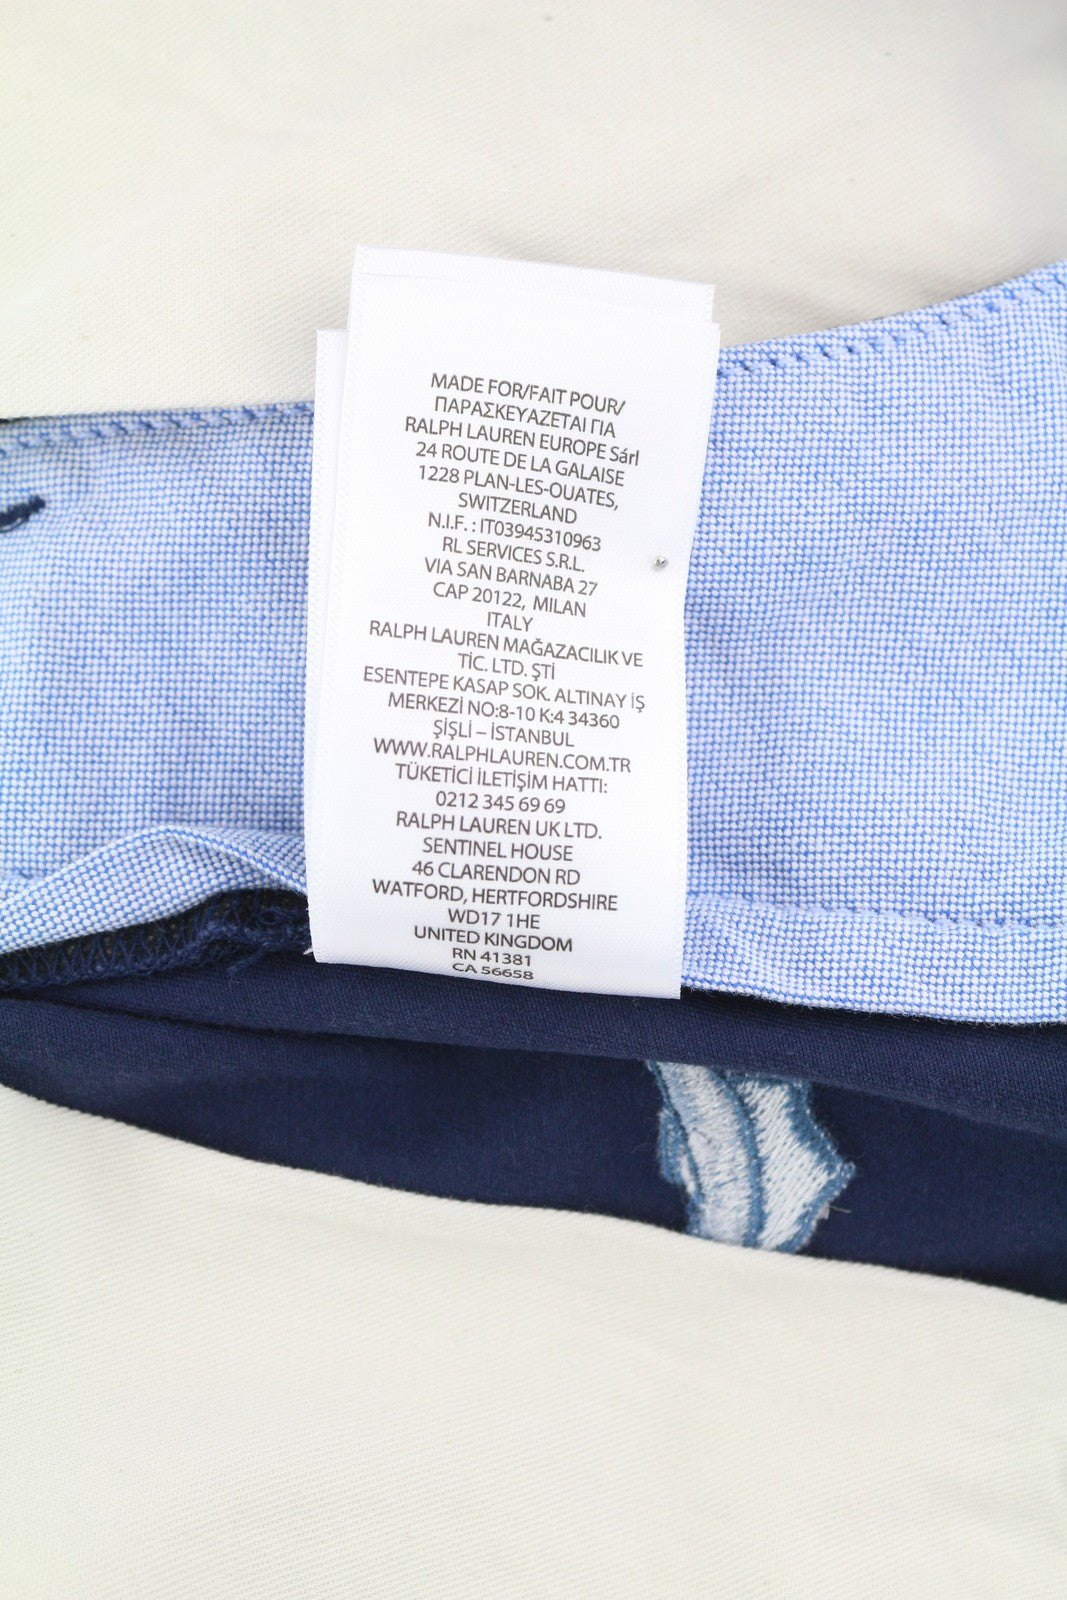 MADE FOR/FAIT POUR/
ΠΑΡΑΣΚΕΥΑΖΕΤΑΙ ΓΙΑ
RALPH LAUREN EUROPE Sárl
24 ROUTE DE LA GALAISE
1228 PLAN-LES-OUATES,
SWITZERLAND
N.I.F. : IT03945310963
RL SERVICES S.R.L.
VIA SAN BARNABA 27
CAP 20122, MILAN
ITALY
RALPH LAUREN MAĞAZACILIK VE
TİC. LTD. ŞTİ
ESENTEPE KASAP SOK. ALTINAY İŞ
MERKEZİ NO:8-10 K:4 34360
ŞİŞLİ – İSTANBUL
WWW.RALPHLAUREN.COM.TR
TÜKETİCİ İLETİŞİM HATTI:
0212 345 69 69
RALPH LAUREN UK LTD.
SENTINEL HOUSE
46 CLARENDON RD
WATFORD, HERTFORDSHIRE
WD17 1HE
UNITED KINGDOM
RN 41381
CA 56658